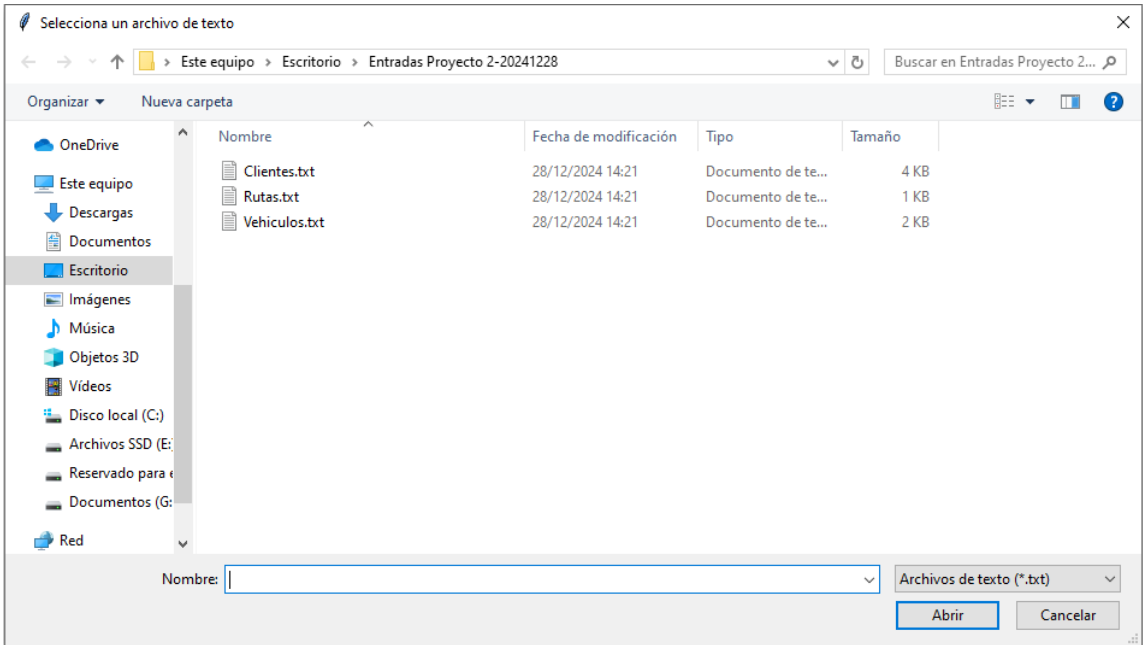 Selecciona un archivo de texto
Este equipo > Escritorio > Entradas Proyecto 2-20241228
Buscar en Entradas Proyecto 2...
Organizar Nueva carpeta
Nombre Fecha de modificación Tipo Tamaño
Clientes.txt 28/12/2024 14:21 Documento de te... 4 KB
Rutas.txt 28/12/2024 14:21 Documento de te... 1 KB
Vehiculos.txt 28/12/2024 14:21 Documento de te... 2 KB
OneDrive
Este equipo
Descargas
Documentos
Escritorio
Imágenes
Música
Objetos 3D
Vídeos
Disco local (C:)
Archivos SSD (E:
Reservado para e
Documentos (G:
Red
Nombre:
Archivos de texto (*.txt)
Abrir Cancelar